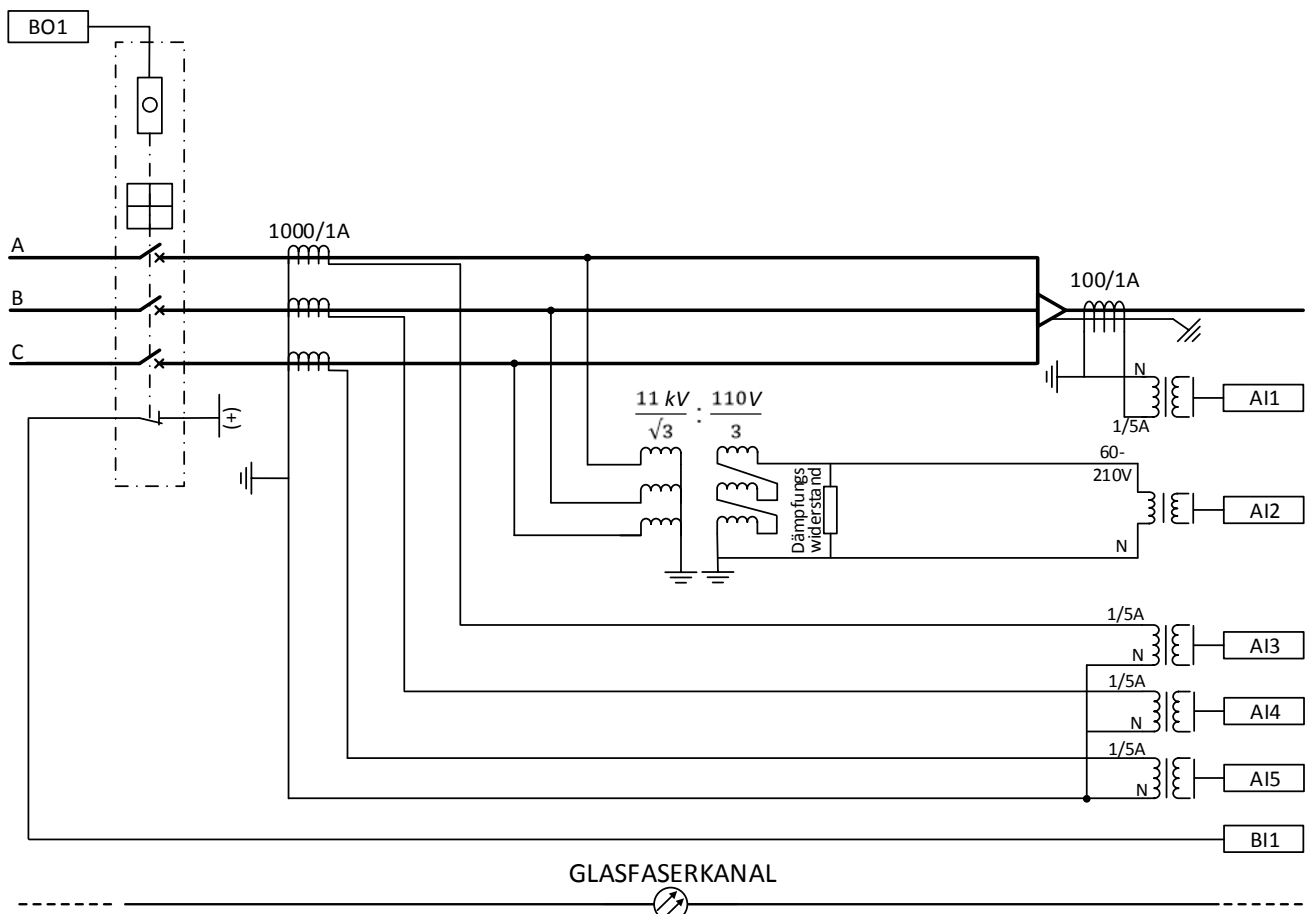 BO1
1000/1A
A
B
C
100/1A
(+)
11 kV
√3
:
110V
3
N
1/5A
AI1
60-
210V
Dämpfungs
widerstand
AI2
N
1/5A
N
AI3
1/5A
N
AI4
1/5A
N
AI5
BI1
GLASFASERKANAL